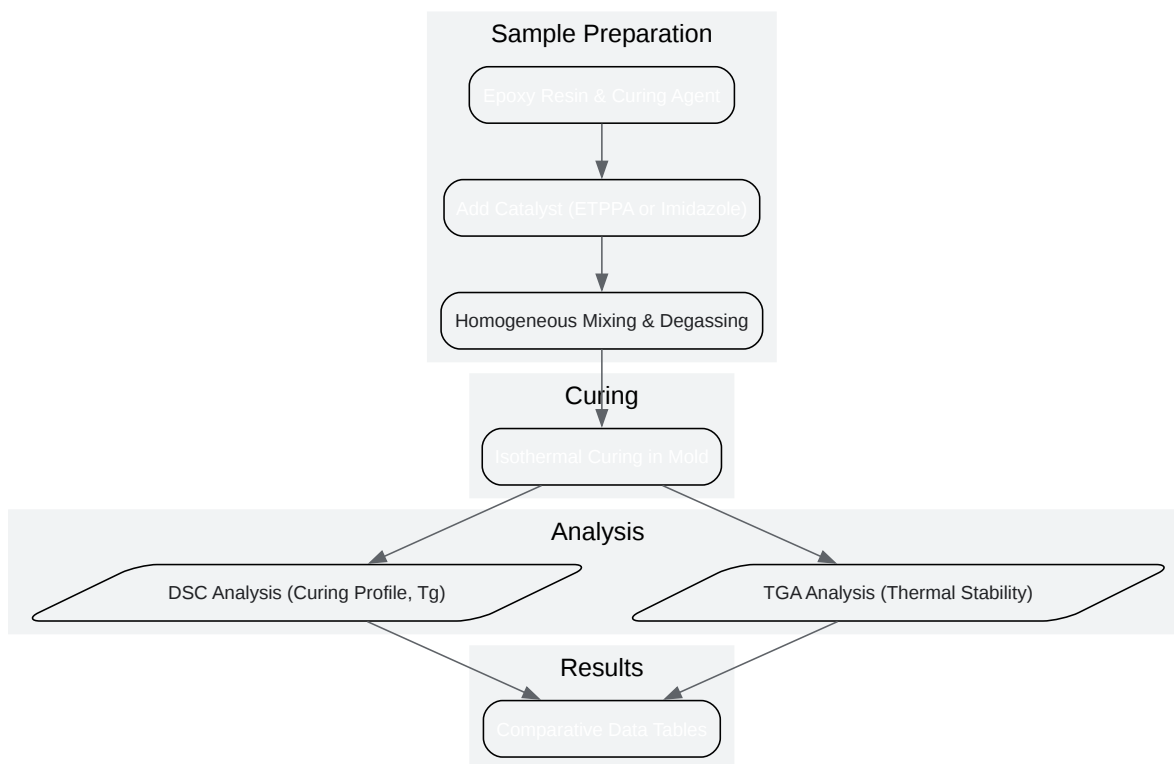 Sample Preparation
Epoxy Resin & Curing Agent
Add Catalyst (ETPPA or Imidazole)
Homogeneous Mixing & Degassing
Curing
Isothermal Curing in Mold
Analysis
DSC Analysis (Curing Profile, Tg)
TGA Analysis (Thermal Stability)
Results
Comparative Data Tables